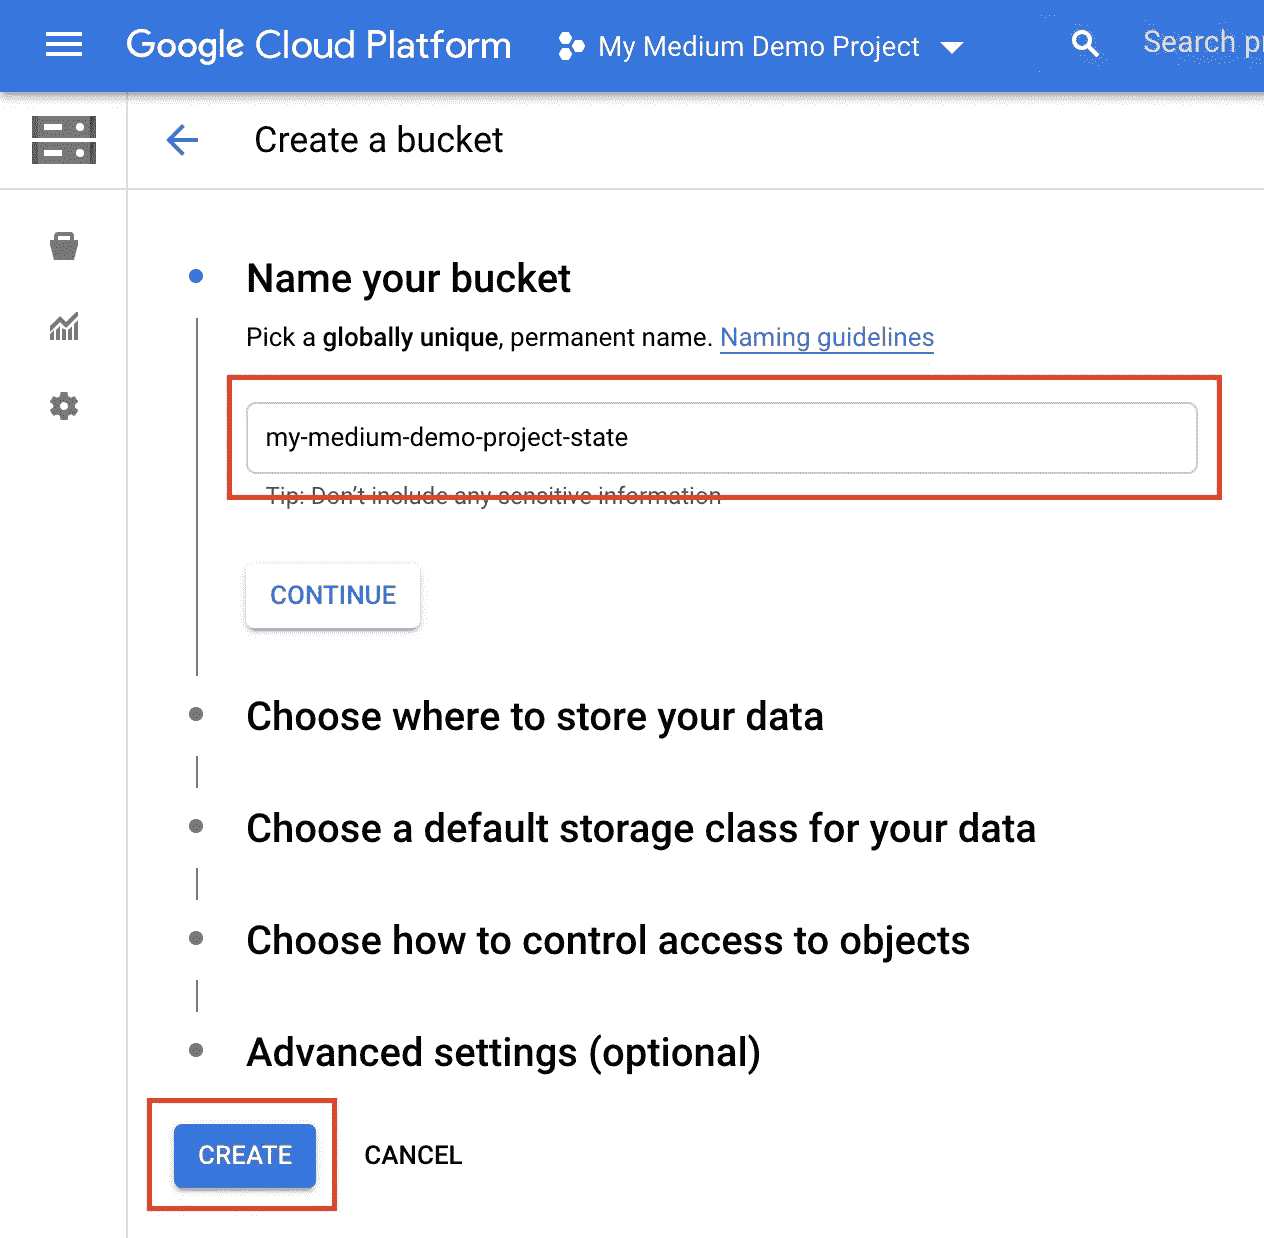 Google Cloud Platform My Medium Demo Project Search
Create a bucket
Name your bucket
Pick a globally unique, permanent name. Naming guidelines
my-medium-demo-project-state
Tip: Don't include any sensitive information
CONTINUE
Choose where to store your data
Choose a default storage class for your data
Choose how to control access to objects
Advanced settings (optional)
CREATE CANCEL